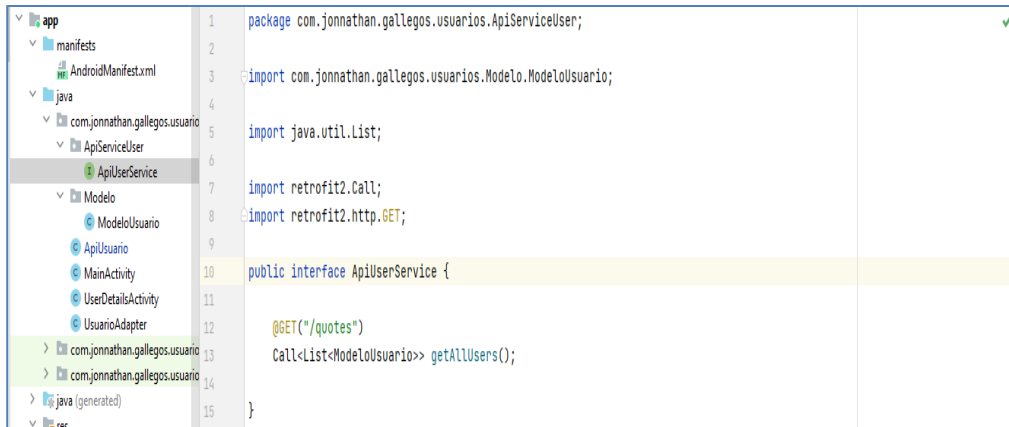 app
manifests
AndroidManifest.xml
java
com.jonnathan.gallegos.usuario
ApiServiceUser
ApiUserService
Modelo
ModeloUsuario
ApiUsuario
MainActivity
UserDetailsActivity
UsuarioAdapter
com.jonnathan.gallegos.usuario
com.jonnathan.gallegos.usuario
java (generated)
res
1 package com.jonnathan.gallegos.usuarios.ApiServiceUser;
2
3 import com.jonnathan.gallegos.usuarios.Modelo.ModeloUsuario;
4
5 import java.util.List;
6
7 import retrofit2.Call;
8 import retrofit2.http.GET;
9
10 public interface ApiUserService {
11
12 @GET("/quotes")
13 Call<List<ModeloUsuario>> getAllUsers();
14
15 }